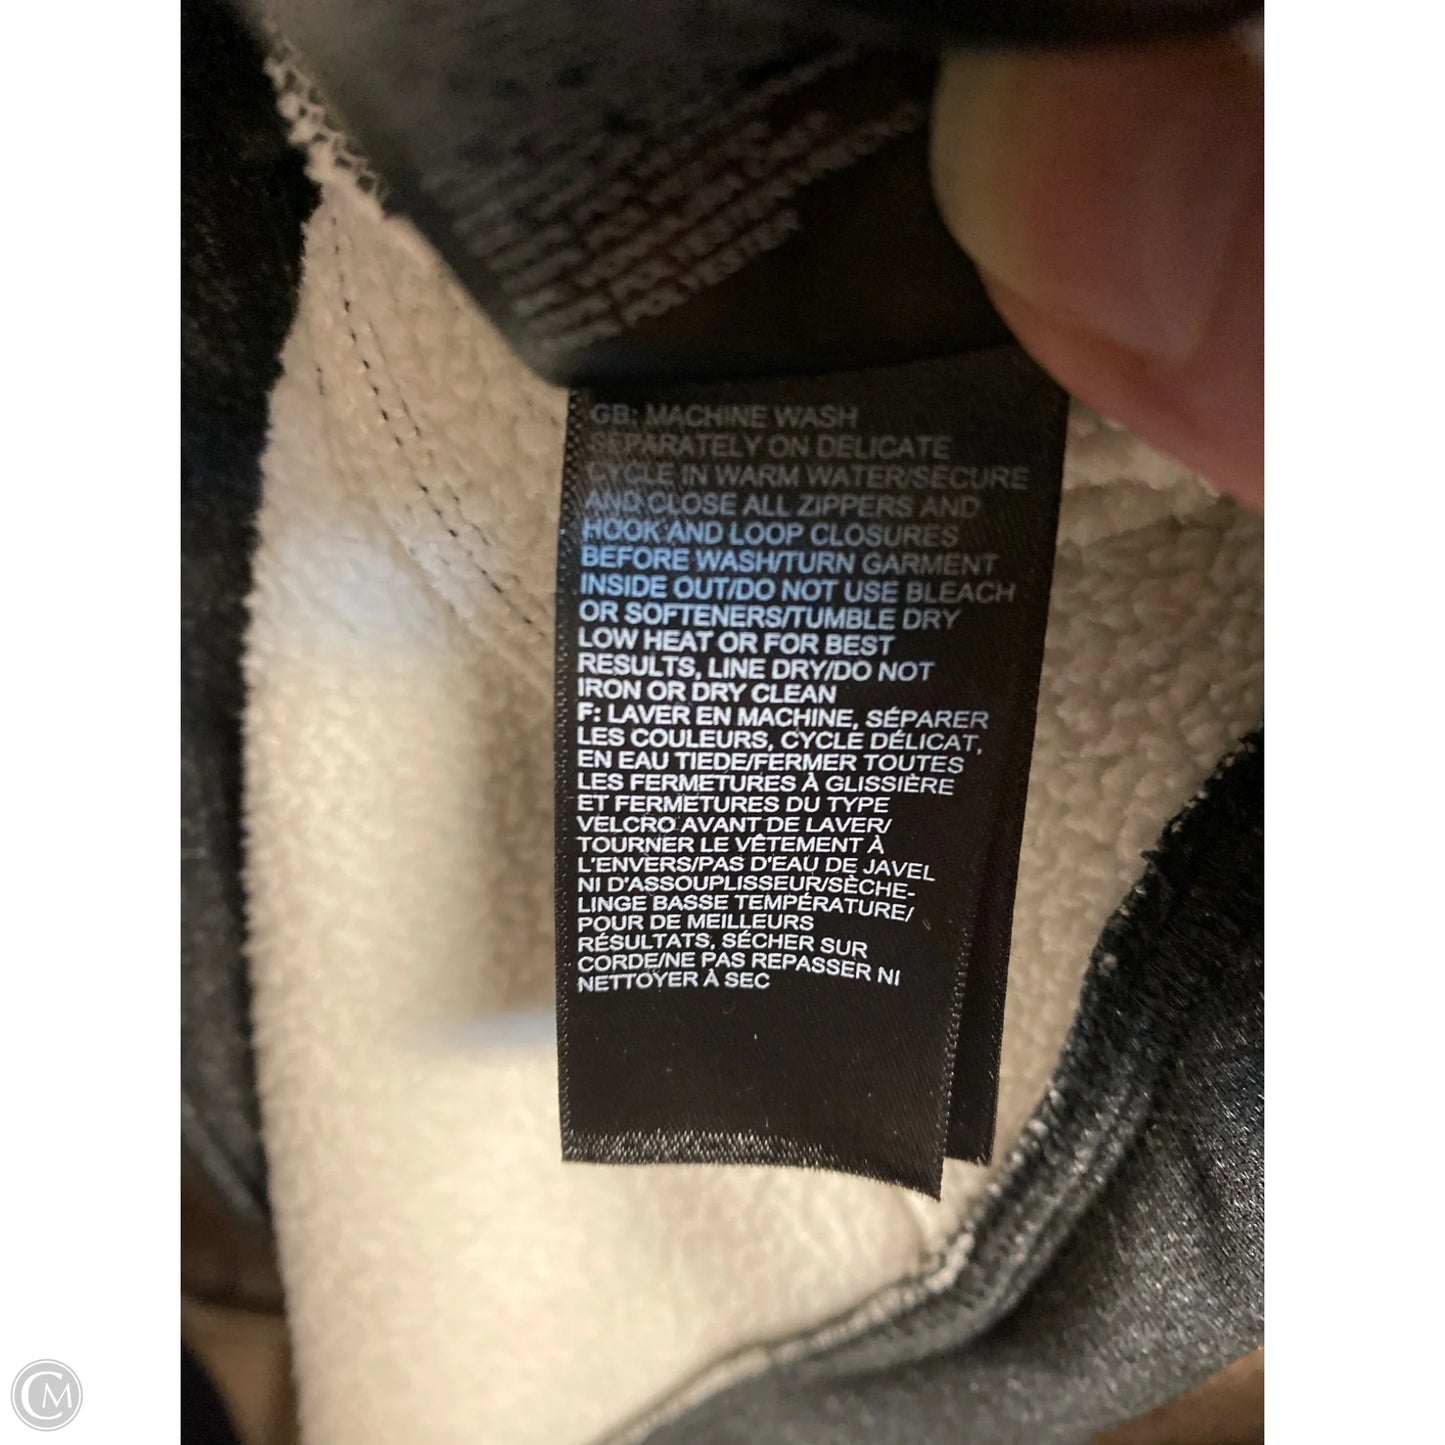 POLYESTER
GB: MACHINE WASH
SEPARATELY ON DELICATE
CYCLE IN WARM WATER/SECURE
AND CLOSE ALL ZIPPERS AND
HOOK AND LOOP CLOSURES
BEFORE WASH/TURN GARMENT
INSIDE OUT/DO NOT USE BLEACH
OR SOFTENERS/TUMBLE DRY
LOW HEAT OR FOR BEST
RESULTS, LINE DRY/DO NOT
IRON OR DRY CLEAN
F: LAVER EN MACHINE, SÉPARER
LES COULEURS, CYCLE DÉLICAT,
EN EAU TIEDE/FERMER TOUTES
LES FERMETURES À GLISSIÈRE
ET FERMETURES DU TYPE
VELCRO AVANT DE LAVER/
TOURNER LE VÊTEMENT À
L'ENVERS/PAS D'EAU DE JAVEL
NI D'ASSOUPLISSEUR/SÈCHE-
LINGE BASSE TEMPÉRATURE/
POUR DE MEILLEURS
RÉSULTATS, SÉCHER SUR
CORDE/NE PAS REPASSER NI
NETTOYER À SEC
CM